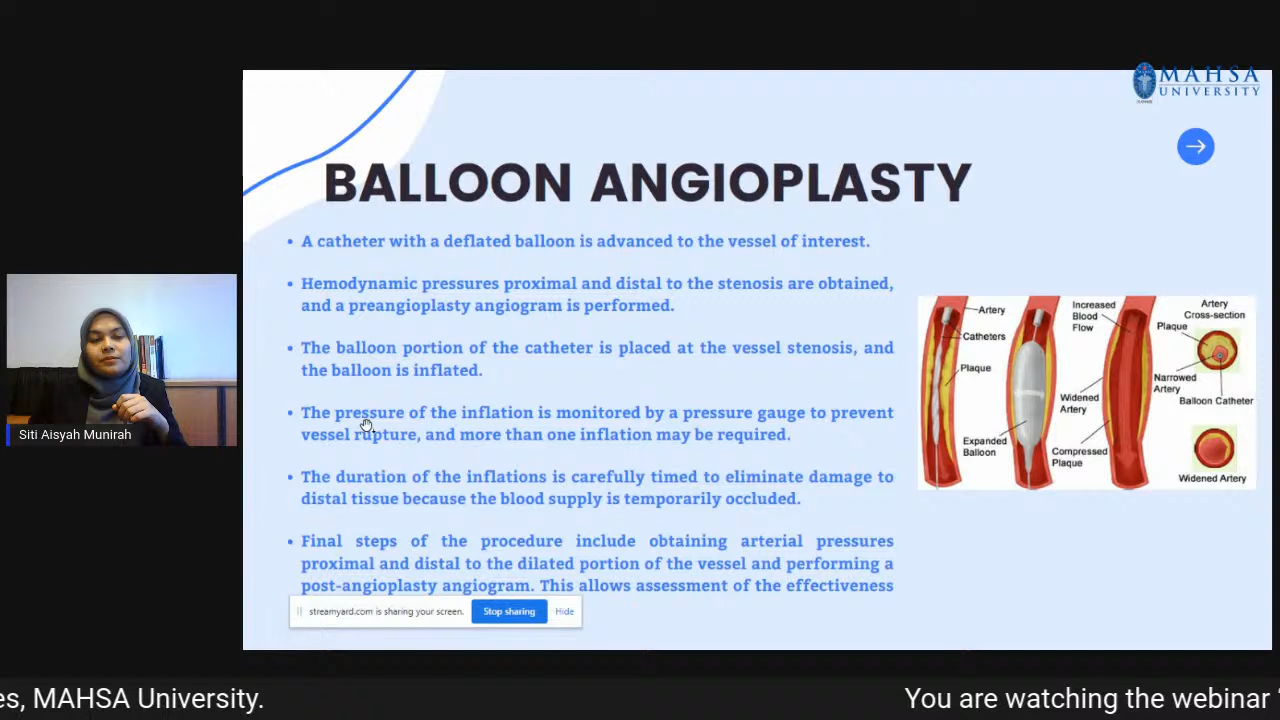 MAHSA
UNIVERSITY
BALLOON ANGIOPLASTY
• A catheter with a deflated balloon is advanced to the vessel of interest.
• Hemodynamic pressures proximal and distal to the stenosis are obtained,
and a preangioplasty angiogram is performed.
• The balloon portion of the catheter is placed at the vessel stenosis, and
the balloon is inflated.
• The pressure of the inflation is monitored by a pressure gauge to prevent
vessel rupture, and more than one inflation may be required.
• The duration of the inflations is carefully timed to eliminate damage to
distal tissue because the blood supply is temporarily occluded.
• Final steps of the procedure include obtaining arterial pressures
proximal and distal to the dilated portion of the vessel and performing a
post-angioplasty angiogram. This allows assessment of the effectiveness
Artery
Catheters
Plaque
Expanded
Balloon
Increased
Blood
Flow
Widened
Artery
Compressed
Plaque
Artery
Cross-section
Plaque
Narrowed
Artery
Balloon Catheter
Widened Artery
Siti Aisyah Munirah
streamyard.com is sharing your screen.
Stop sharing
Hide
es, MAHSA University.
You are watching the webinar